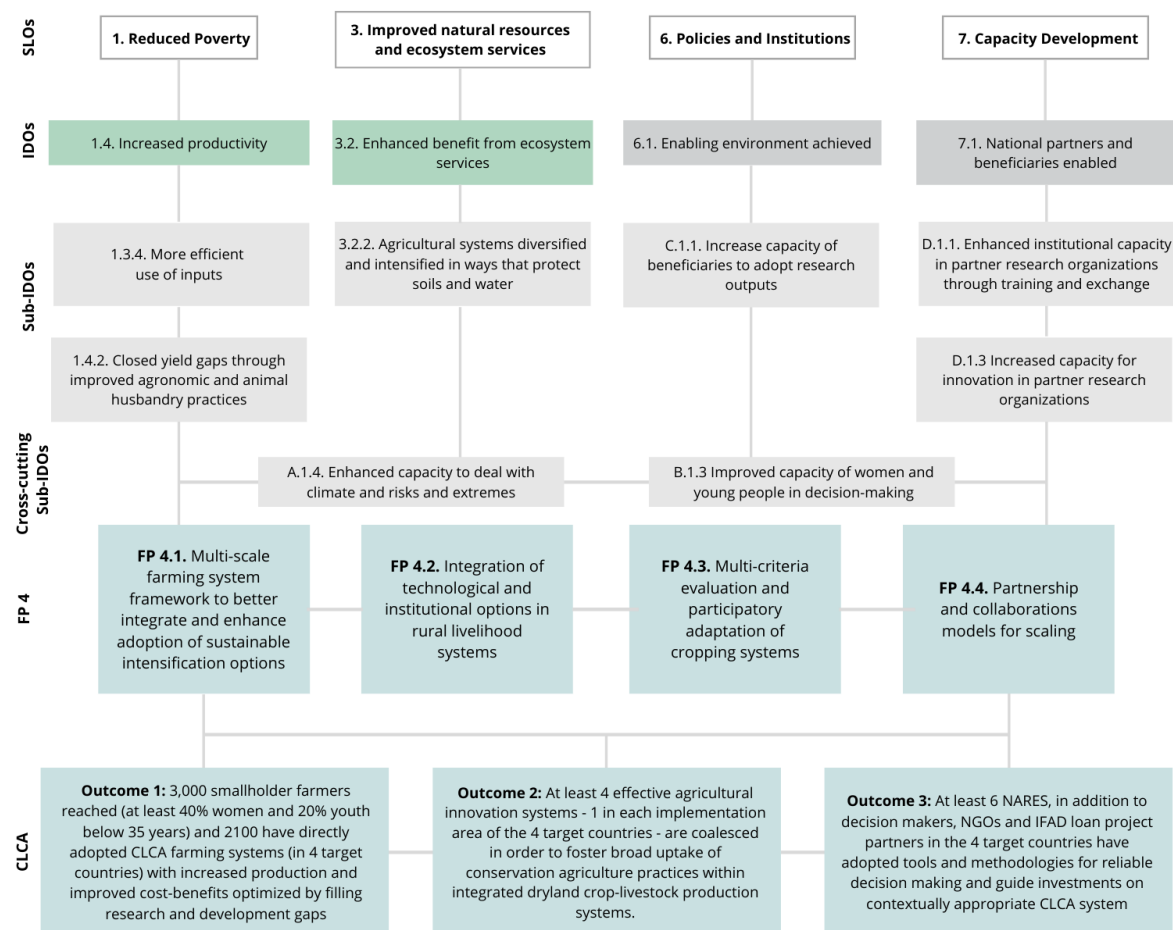 SLOs
1. Reduced Poverty
3. Improved natural resources
and ecosystem services
6. Policies and Institutions
7. Capacity Development
IDOs
1.4. Increased productivity
3.2. Enhanced benefit from ecosystem
services
6.1. Enabling environment achieved
7.1. National partners and
beneficiaries enabled
Sub-IDOs
1.3.4. More efficient
use of inputs
3.2.2. Agricultural systems diversified
and intensified in ways that protect
soils and water
C.1.1. Increase capacity of
beneficiaries to adopt research
outputs
D.1.1. Enhanced institutional capacity
in partner research organizations
through training and exchange
1.4.2. Closed yield gaps through
improved agronomic and animal
husbandry practices
D.1.3 Increased capacity for
innovation in partner research
organizations
Cross-cutting
Sub-IDOs
A.1.4. Enhanced capacity to deal with
climate and risks and extremes
B.1.3 Improved capacity of women and
young people in decision-making
FP 4
FP 4.1. Multi-scale
farming system
framework to better
integrate and enhance
adoption of sustainable
intensification options
FP 4.2. Integration of
technological and
institutional options in
rural livelihood
systems
FP 4.3. Multi-criteria
evaluation and
participatory
adaptation of
cropping systems
FP 4.4. Partnership
and collaborations
models for scaling
CLCA
Outcome 1: 3,000 smallholder farmers
reached (at least 40% women and 20% youth
below 35 years) and 2100 have directly
adopted CLCA farming systems (in 4 target
countries) with increased production and
improved cost-benefits optimized by filling
research and development gaps
Outcome 2: At least 4 effective agricultural
innovation systems - 1 in each implementation
area of the 4 target countries - are coalesced
in order to foster broad uptake of
conservation agriculture practices within
integrated dryland crop-livestock production
systems.
Outcome 3: At least 6 NARES, in addition to
decision makers, NGOs and IFAD loan project
partners in the 4 target countries have
adopted tools and methodologies for reliable
decision making and guide investments on
contextually appropriate CLCA system